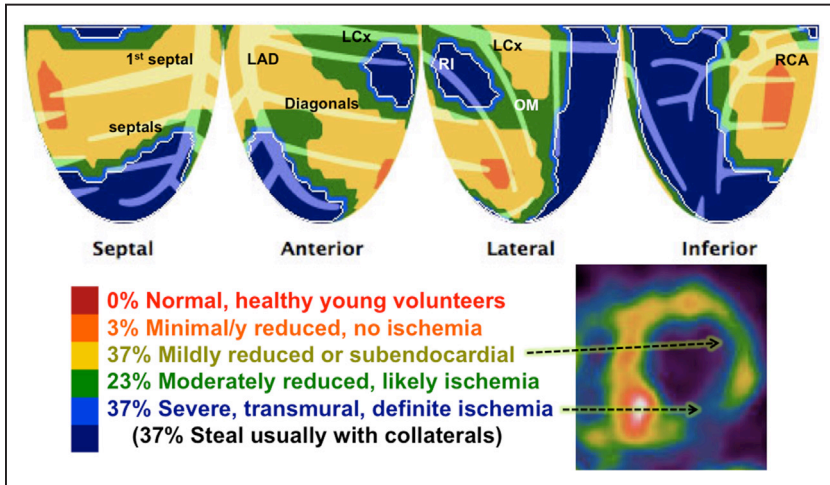 LCx
LCx
1st septal
LAD
RI
RCA
Diagonals
OM
septals
Septal
Anterior
Lateral
Inferior
0% Normal, healthy young volunteers
3% Minimal/y reduced, no ischemia
37% Mildly reduced or subendocardial
23% Moderately reduced, likely ischemia
37% Severe, transmural, definite ischemia
(37% Steal usually with collaterals)